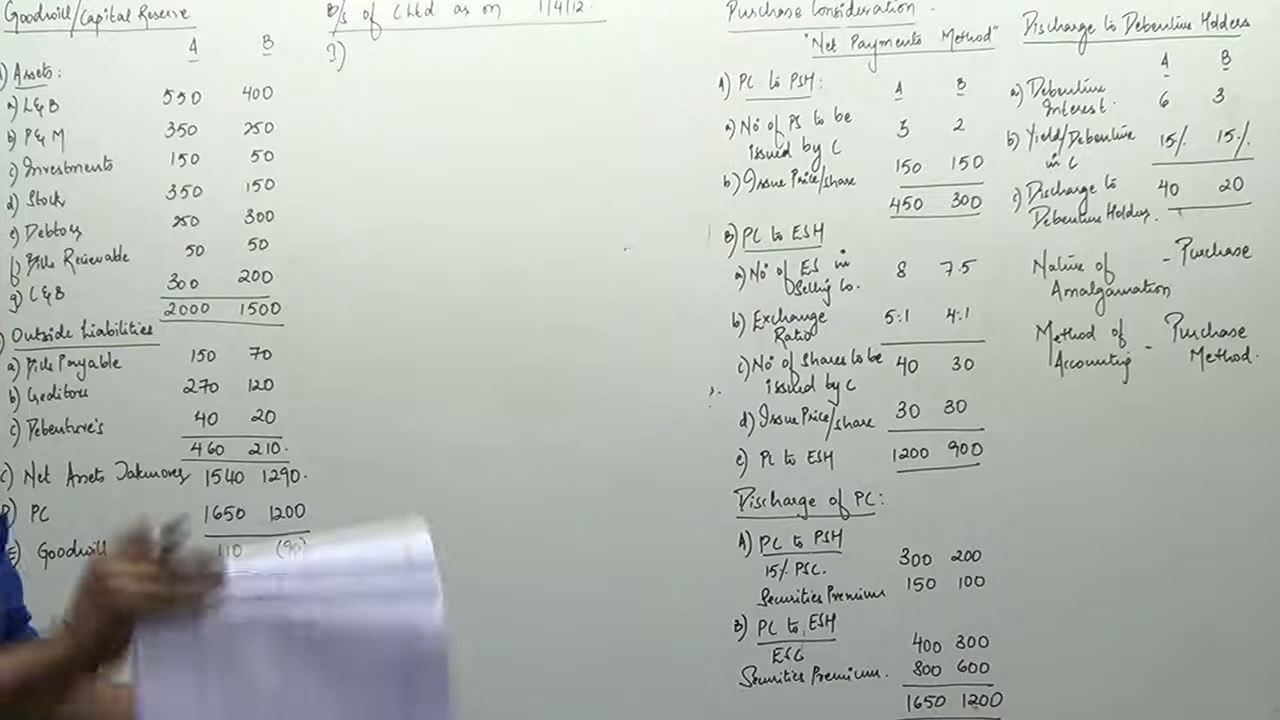 Goodwill/Capital Reserve
A B
A) Assets:
a) L&B 550 400
b) P&M 350 250
c) Investments 150 50
d) Stock 350 150
e) Debtors 250 300
f) Bills Receivable 50 50
g) C&B 300 200
2000 1500
) Outside Liabilities
a) Bills Payable 150 70
b) Creditors 270 120
c) Debenture's 40 20
460 210.
C) Net Assets Takenover 1540 1290.
D) PC 1650 1200
E) Goodwill 110 (90)
B/s of C Ltd as on 1/4/12.
Purchase Consideration.
"Net Payments Method"
A) PC to PSH: A B
a) No of PS to be issued by C 3 2
b) Issue Price/share 150 150
450 300
B) PC to ESH
a) No of ES in Selling Co. 8 7.5
b) Exchange Ratio 5:1 4:1
c) No of Shares to be issued by C 40 30
d) Issue Price/share 30 30
e) PC to ESH 1200 900
Discharge of PC:
A) PC to PSH
15% PSC. 300 200
Securities Premium 150 100
B) PC to ESH
ESC 400 300
Securities Premium. 800 600
1650 1200
Discharge to Debenture Holders
A B
a) Debenture Interest. 6 3
b) Yield/Debenture in C 15% 15%
c) Discharge to Debenture Holders. 40 20
Nature of Amalgamation - Purchase
Method of Accounting - Purchase Method.